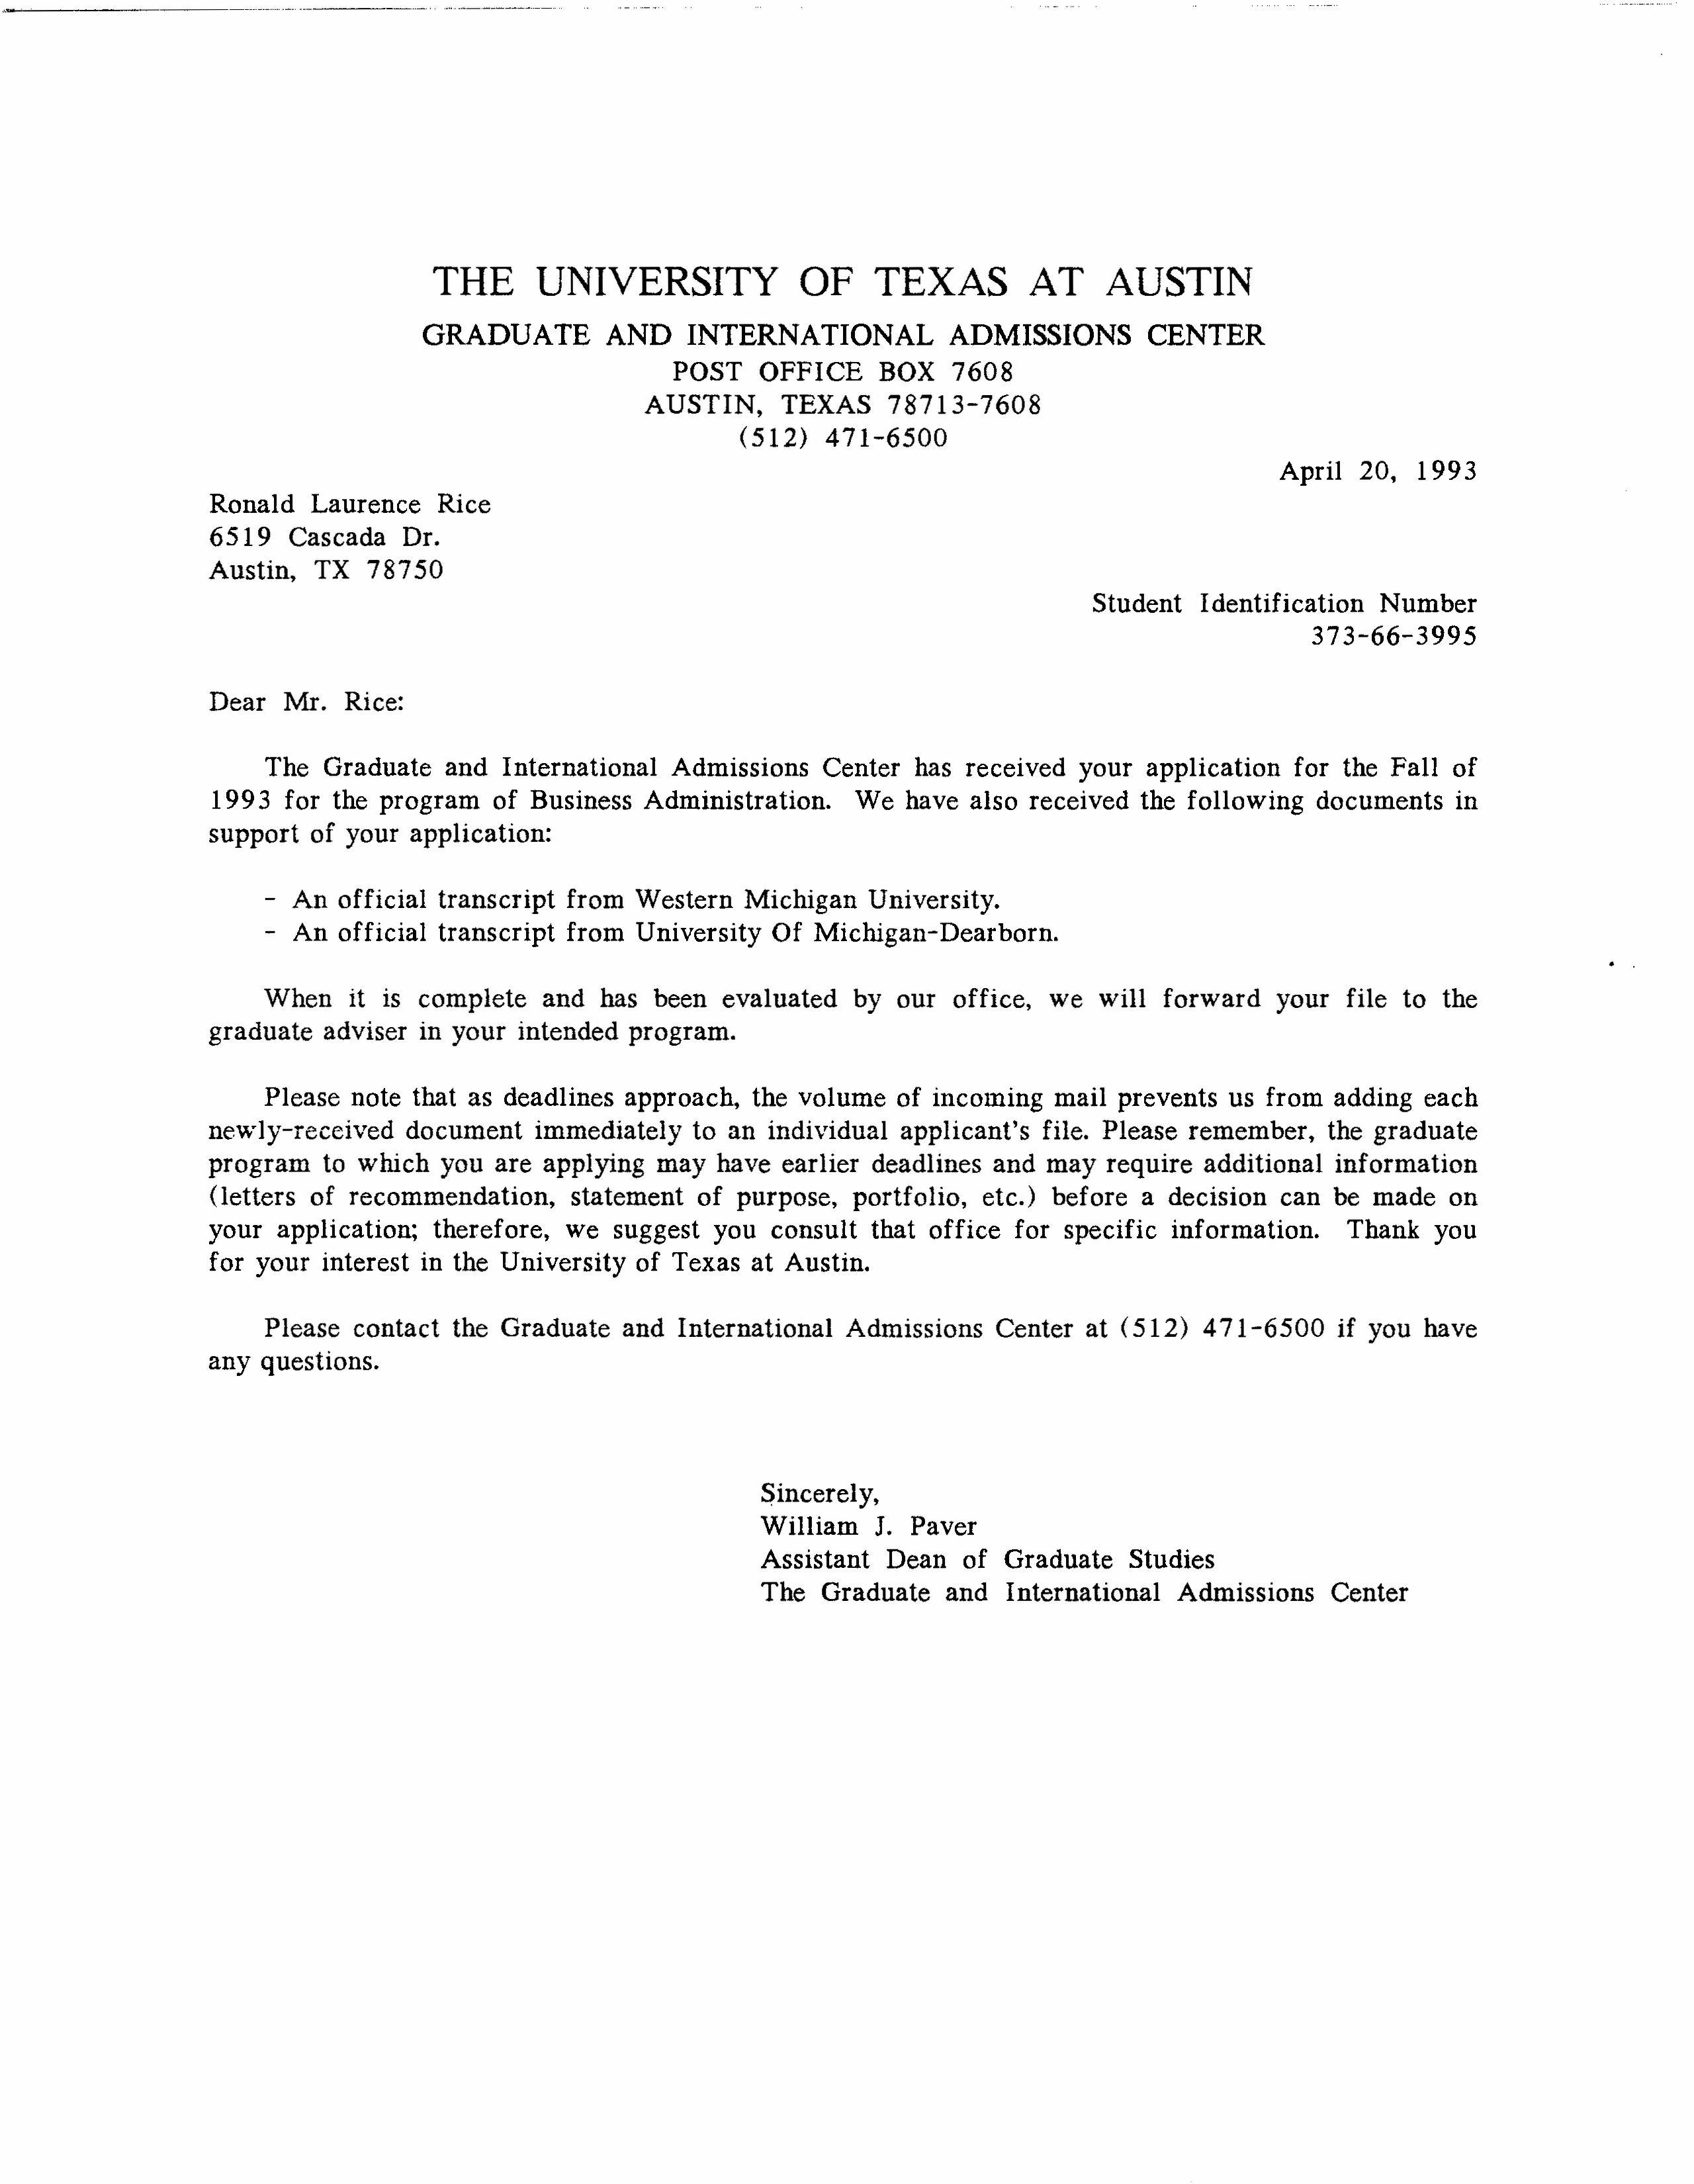 THE UNIVERSITY OF TEXAS AT AUSTIN
GRADUATE AND INTERNATIONAL ADMISSIONS CENTER
POST OFFICE BOX 7608
AUSTIN, TEXAS 78713-7608
(512) 471-6500
April 20, 1993
Ronald Laurence Rice
6519 Cascada Dr.
Austin, TX 78750
Student Identification Number
373-66-3995
Dear Mr. Rice:
The Graduate and International Admissions Center has received your application for the Fall of
1993 for the program of Business Administration. We have also received the following documents in
support of your application:
- An official transcript from Western Michigan University.
- An official transcript from University Of Michigan-Dearborn.
When it is complete and has been evaluated by our office, we will forward your file to the
graduate adviser in your intended program.
Please note that as deadlines approach, the volume of incoming mail prevents us from adding each
newly-received document immediately to an individual applicant's file. Please remember, the graduate
program to which you are applying may have earlier deadlines and may require additional information
(letters of recommendation, statement of purpose, portfolio, etc.) before a decision can be made on
your application; therefore, we suggest you consult that office for specific information. Thank you
for your interest in the University of Texas at Austin.
Please contact the Graduate and International Admissions Center at (512) 471-6500 if you have
any questions.
Sincerely,
William J. Paver
Assistant Dean of Graduate Studies
The Graduate and International Admissions Center